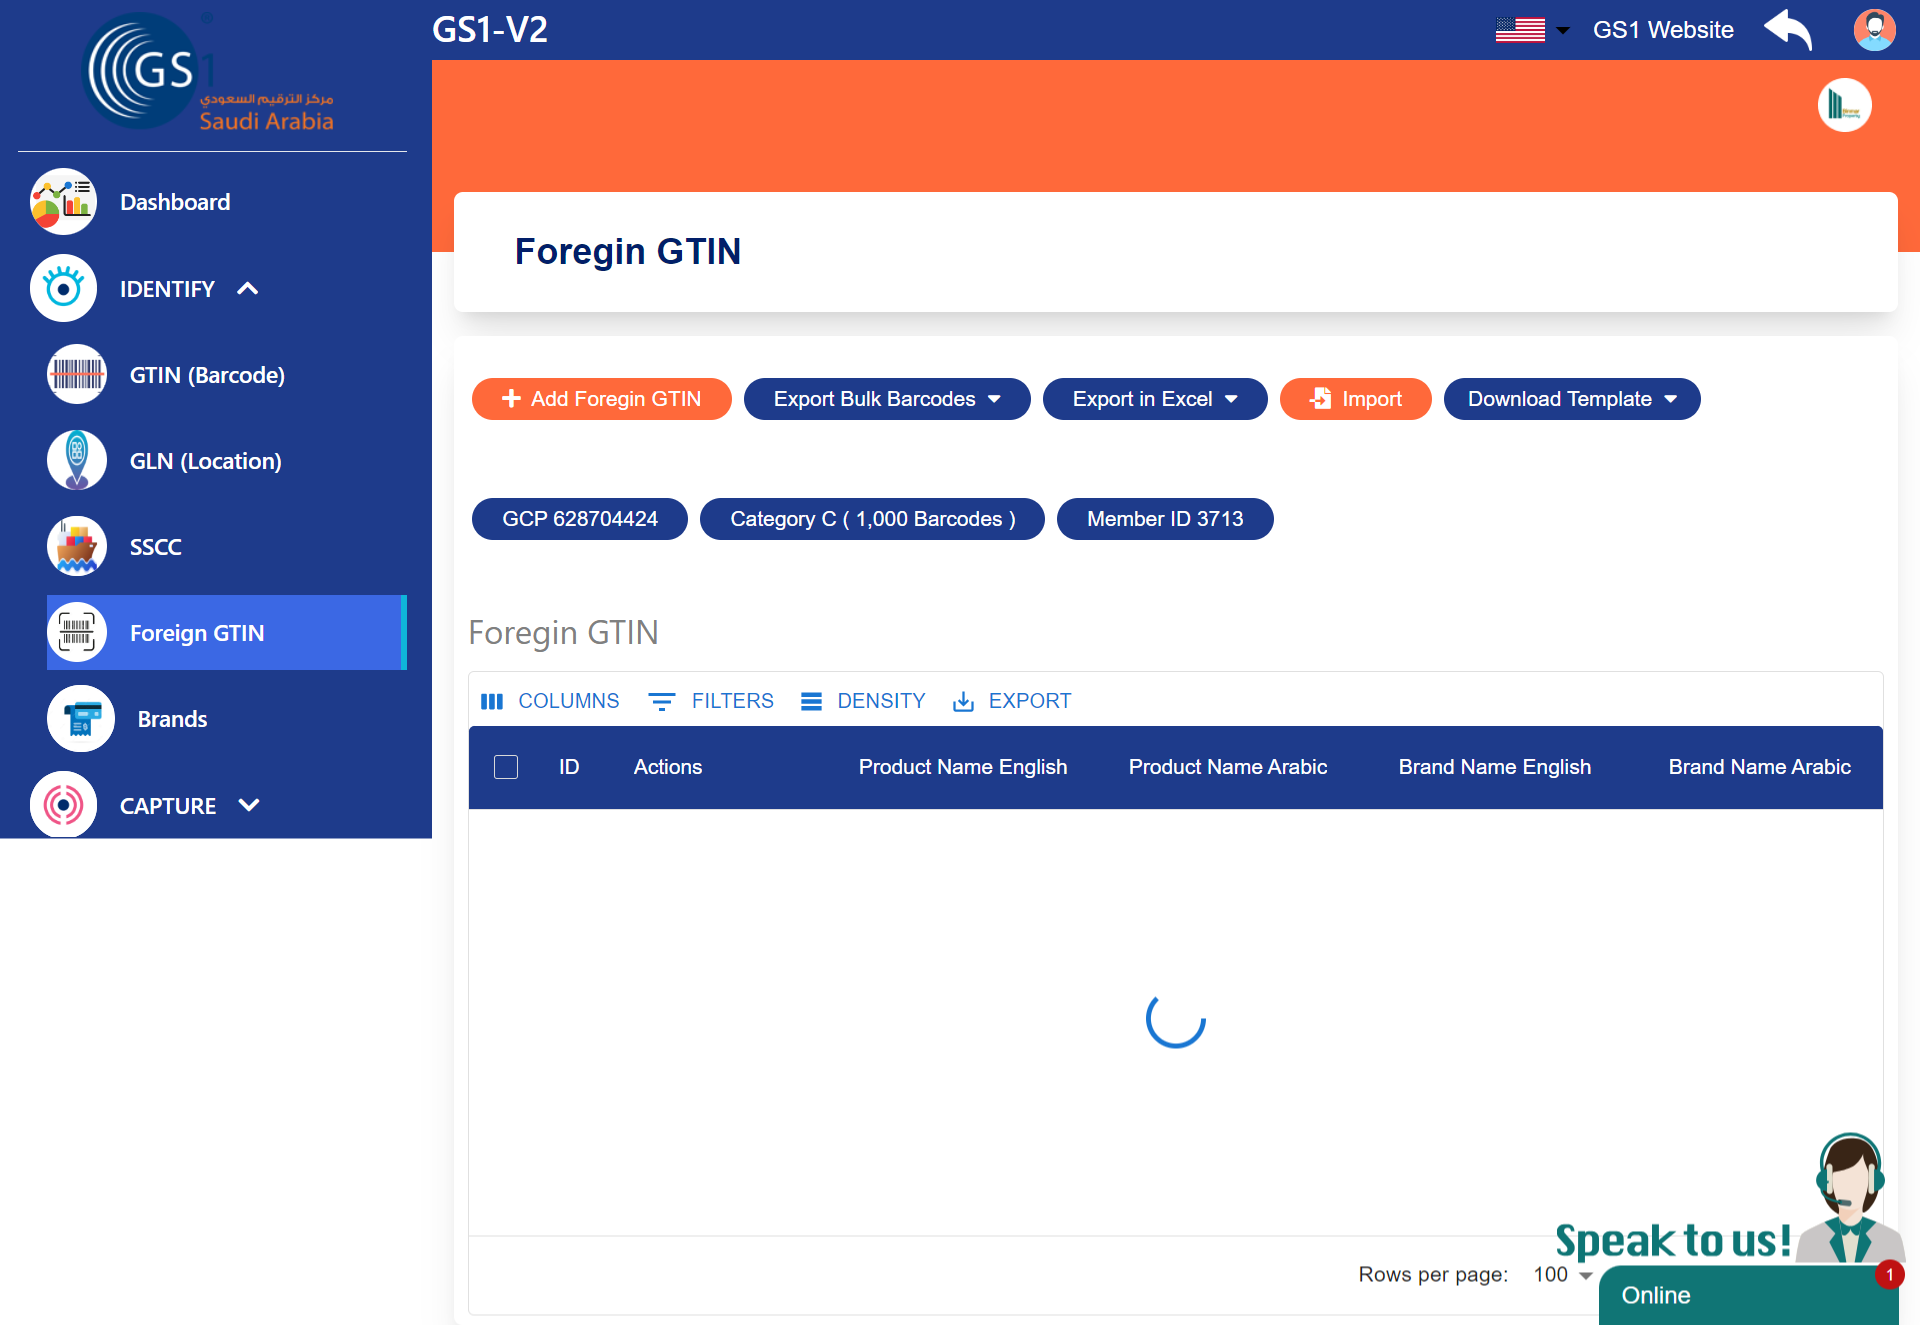 GS1
®
مركز الترقيم السعودي
Saudi Arabia
Dashboard
IDENTIFY
GTIN (Barcode)
GLN (Location)
SSCC
Foreign GTIN
Brands
CAPTURE
GS1-V2
GS1 Website
Foregin GTIN
Add Foregin GTIN
Export Bulk Barcodes
Export in Excel
Import
Download Template
GCP 628704424
Category C ( 1,000 Barcodes )
Member ID 3713
Foregin GTIN
COLUMNS
FILTERS
DENSITY
EXPORT
ID
Actions
Product Name English
Product Name Arabic
Brand Name English
Brand Name Arabic
Speak to us!
Rows per page:
100
1
Online